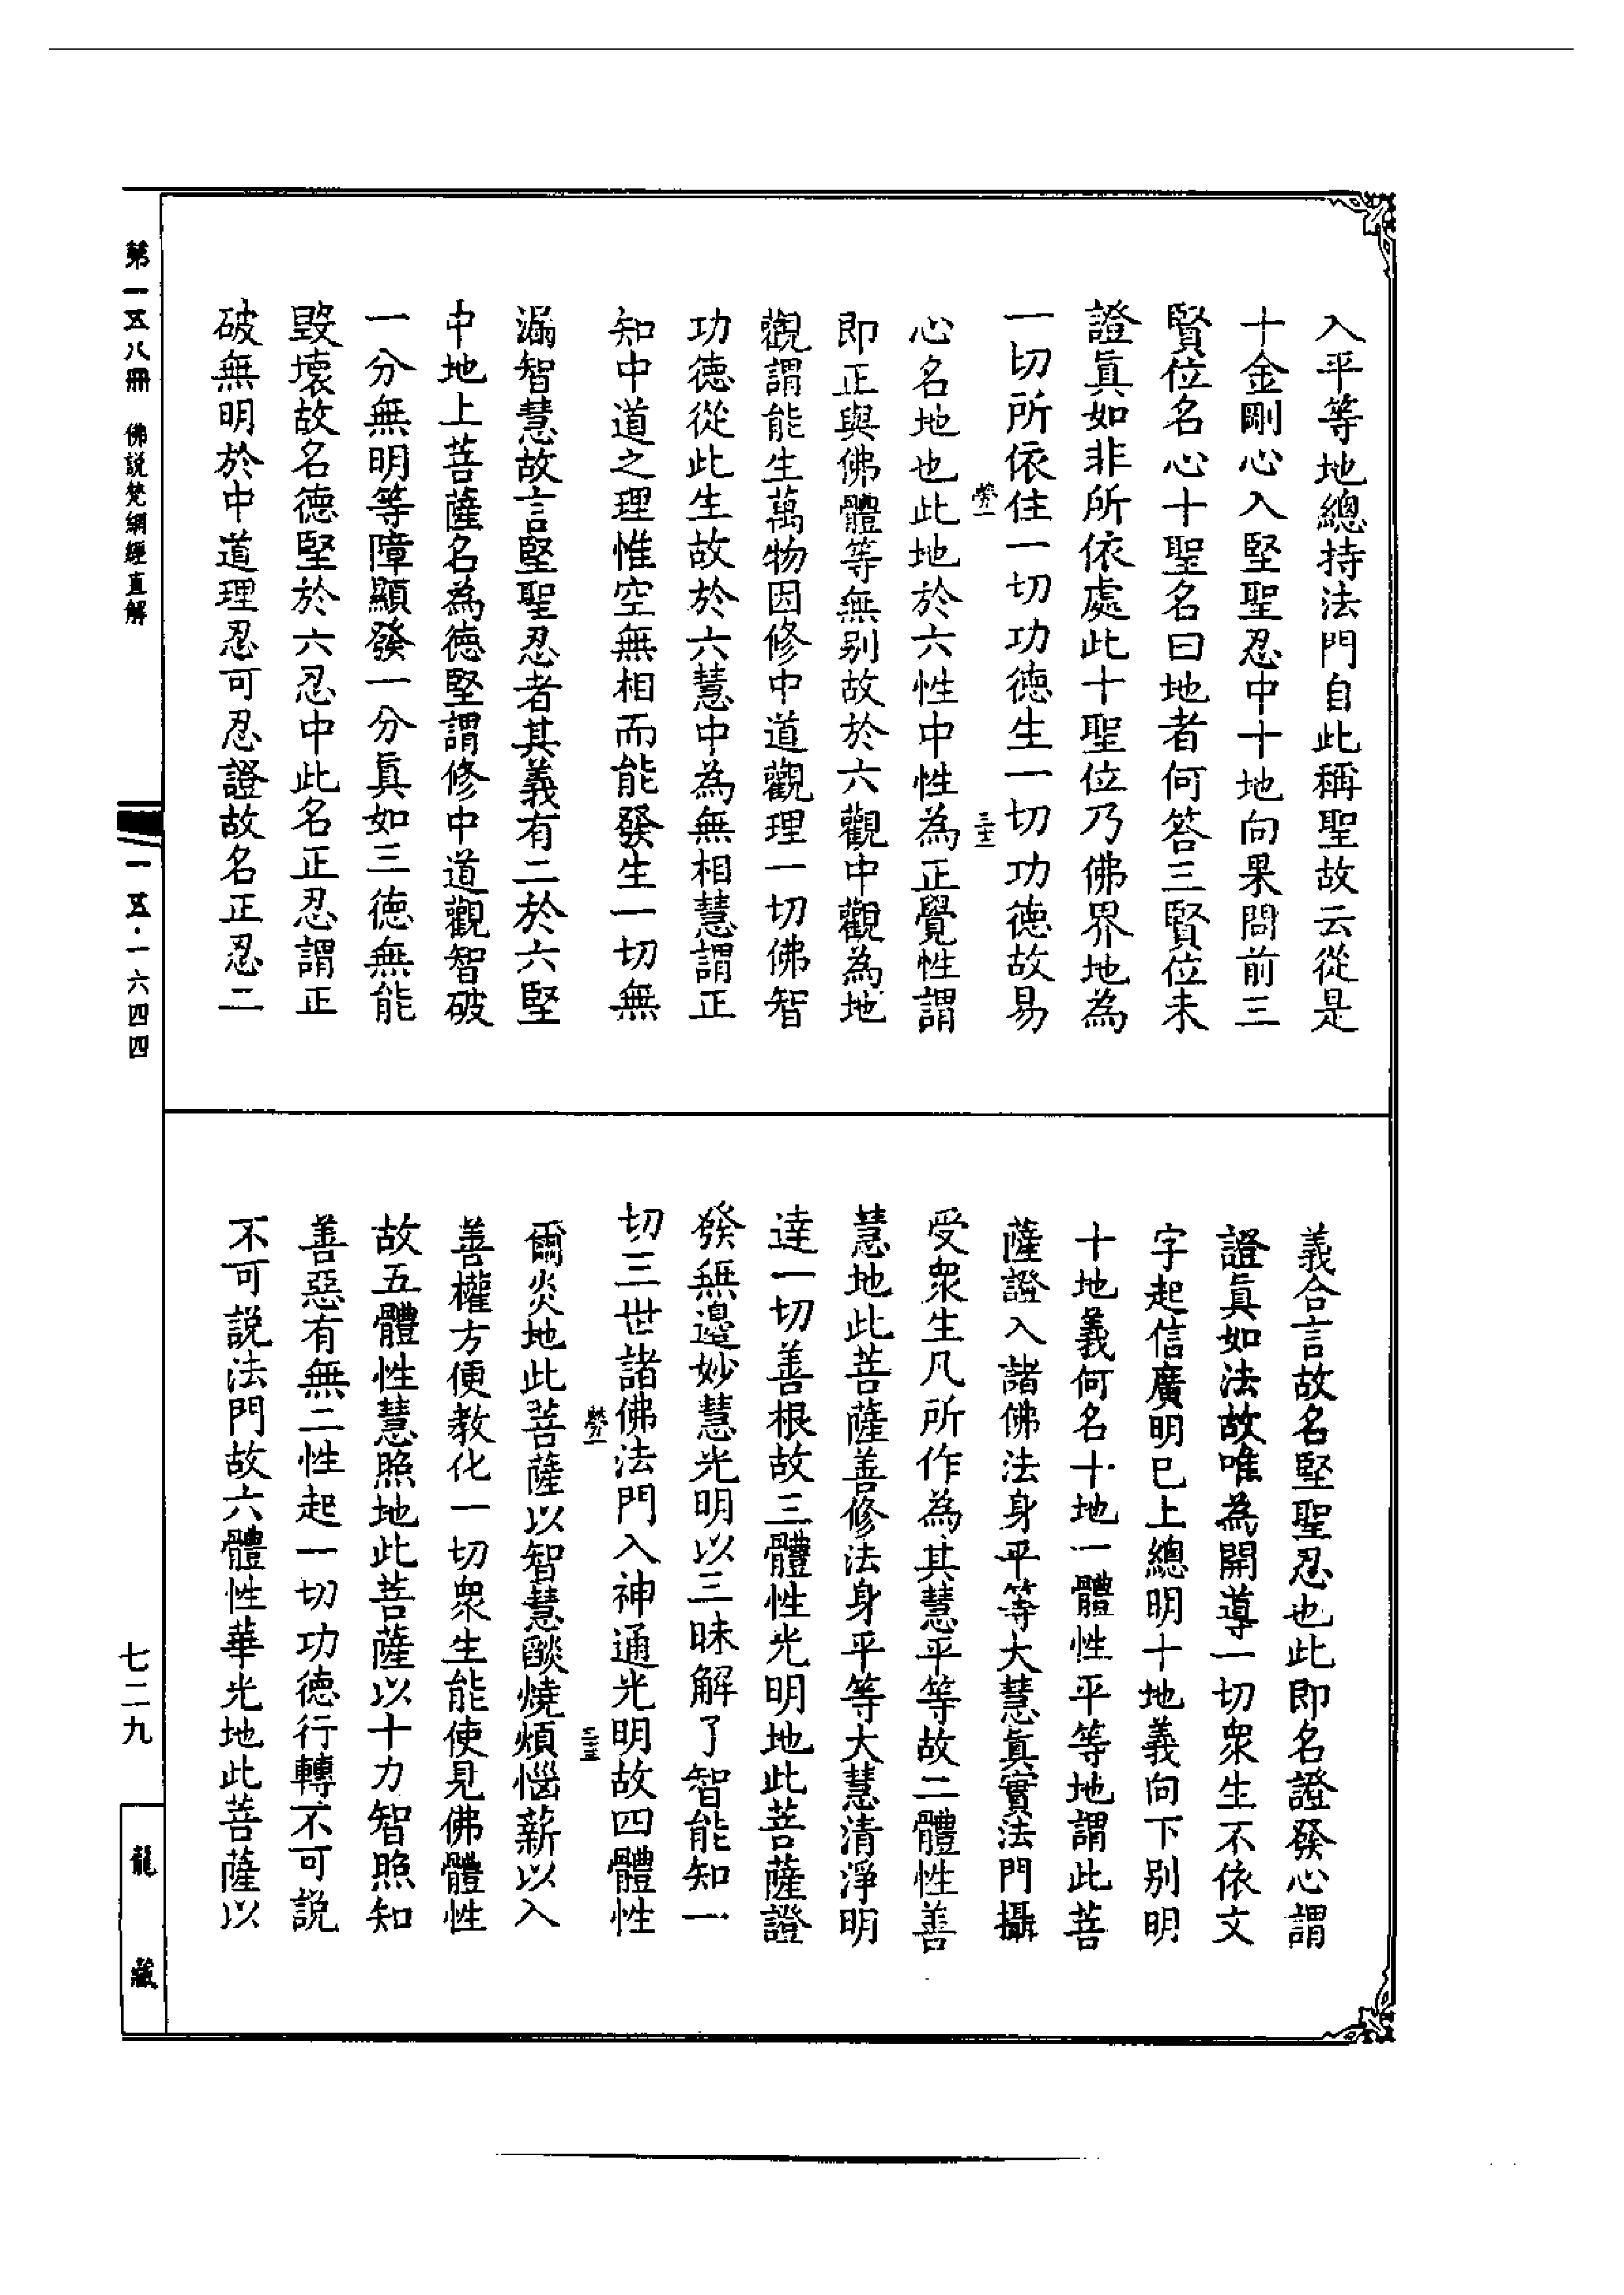 入平等地總持法門自此稱聖故云從是
十金剛心入堅聖忍中十地向果問前三
賢位名心十聖名曰地者何答三賢位未
證眞如非所依處此十聖位乃佛界地為
一切所依住一切功德生一切功德故易
心名地也此地於六性中性為正覺性謂
即正與佛體等無別故於六觀中觀為地
觀謂能生萬物因修中道觀理一切佛智
功德從此生故於六慧中為無相慧謂正
知中道之理惟空無相而能發生一切無
漏智慧故言堅聖忍者其義有二於六堅
中地上菩薩名為德堅謂修中道觀智破
一分無明等障顯發一分眞如三德無能
毀壞故名德堅於六忍中此名正忍謂正
破無明於中道理忍可忍證故名正忍二
義合言故名堅聖忍也此即名證發心謂
證眞如法故唯為開導一切衆生不依文
字起信廣明已上總明十地義向下別明
十地義何名十地一體性平等地謂此菩
薩證入諸佛法身平等大慧眞實法門攝
受衆生凡所作為其慧平等故二體性善
慧地此菩薩善修法身平等大慧清淨明
達一切善根故三體性光明地此菩薩證
發無邊妙慧光明以三昧解了智能知一
切三世諸佛法門入神通光明故四體性
爾炎地此菩薩以智慧燄燒煩惱薪以入
善權方便教化一切衆生能使見佛體性
故五體性慧照地此菩薩以十力智照知
善惡有無二性起一切功德行轉不可說
不可說法門故六體性華光地此菩薩以
第一五八冊 佛説梵網經直解
一五·一六四四
七二九
龍藏